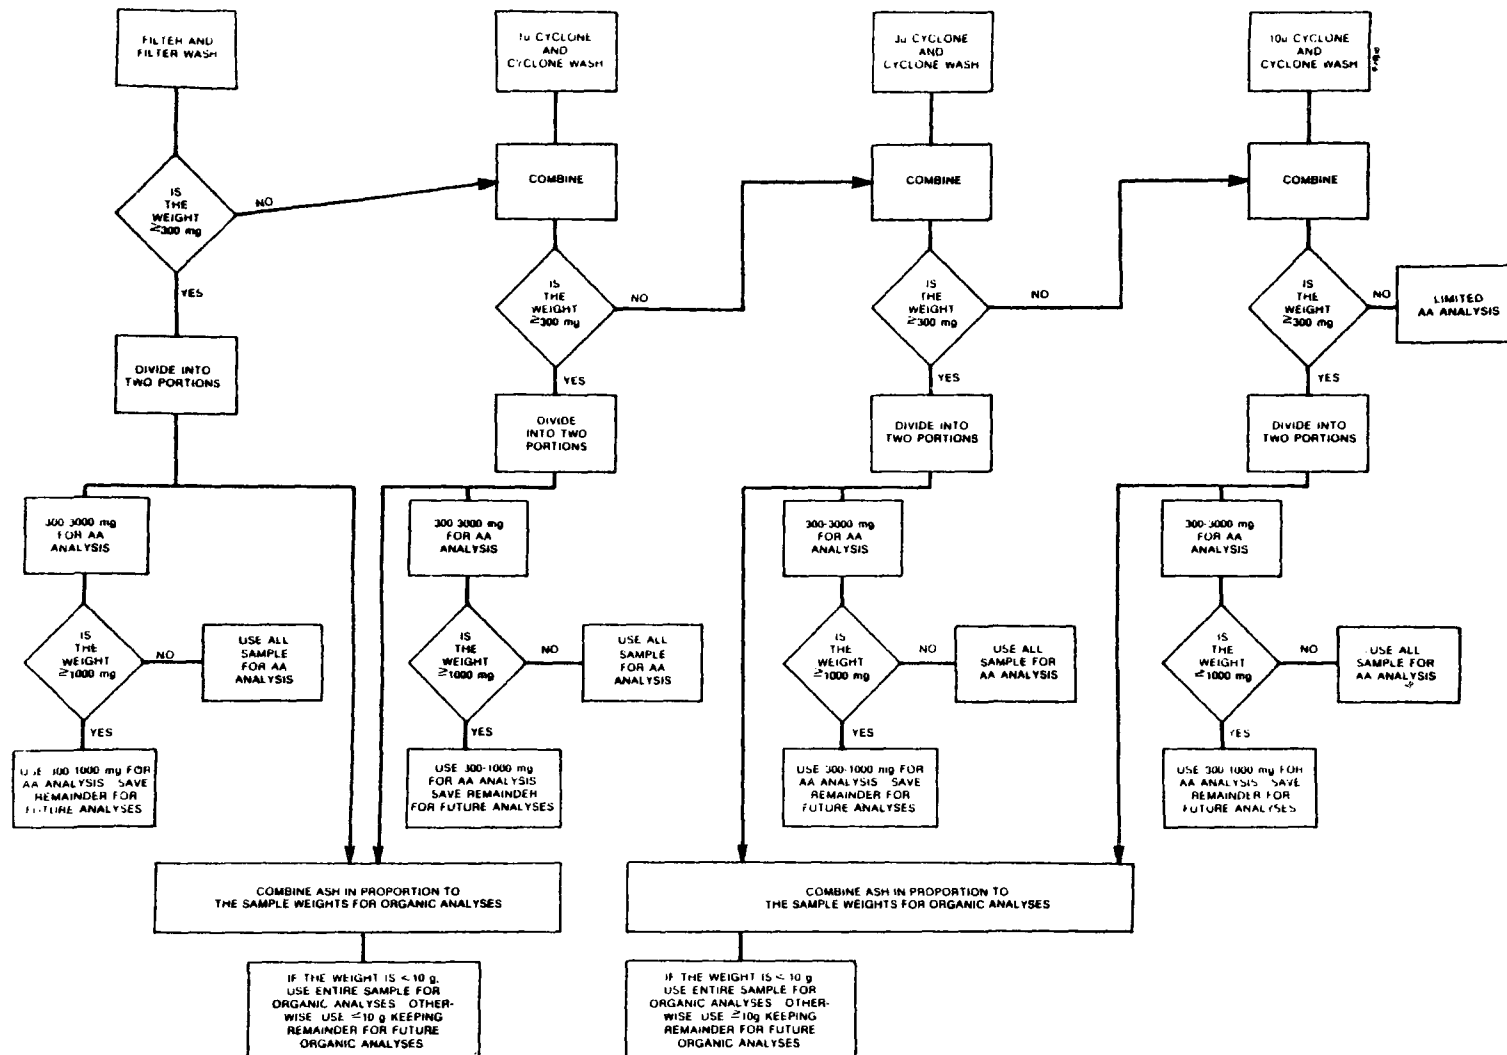 FILTER AND
FILTER WASH
1u CYCLONE
AND
CYCLONE WASH
3u CYCLONE
AND
CYCLONE WASH
10u CYCLONE
AND
CYCLONE WASH
COMBINE
COMBINE
COMBINE
IS
THE
WEIGHT
≥300 mg
NO
YES
IS
THE
WEIGHT
≥300 mg
NO
YES
IS
THE
WEIGHT
≥300 mg
NO
YES
IS
THE
WEIGHT
≥300 mg
NO
YES
LIMITED
AA ANALYSIS
DIVIDE INTO
TWO PORTIONS
DIVIDE
INTO TWO
PORTIONS
DIVIDE INTO
TWO PORTIONS
DIVIDE INTO
TWO PORTIONS
300-3000 mg
FOR AA
ANALYSIS
300-3000 mg
FOR AA
ANALYSIS
300-3000 mg
FOR AA
ANALYSIS
300-3000 mg
FOR AA
ANALYSIS
IS
THE
WEIGHT
≥1000 mg
NO
YES
USE ALL
SAMPLE
FOR AA
ANALYSIS
IS
THE
WEIGHT
≥1000 mg
NO
YES
USE ALL
SAMPLE
FOR AA
ANALYSIS
IS
THE
WEIGHT
≥1000 mg
NO
YES
USE ALL
SAMPLE FOR
AA ANALYSIS
IS
THE
WEIGHT
≥1000 mg
NO
YES
USE ALL
SAMPLE FOR
AA ANALYSIS
USE 300-1000 mg FOR
AA ANALYSIS SAVE
REMAINDER FOR
FUTURE ANALYSES
USE 300-1000 mg
FOR AA ANALYSIS
SAVE REMAINDER
FOR FUTURE ANALYSES
USE 300-1000 mg FOR
AA ANALYSIS SAVE
REMAINDER FOR
FUTURE ANALYSES
USE 300-1000 mg FOR
AA ANALYSIS SAVE
REMAINDER FOR
FUTURE ANALYSES
COMBINE ASH IN PROPORTION TO
THE SAMPLE WEIGHTS FOR ORGANIC ANALYSES
COMBINE ASH IN PROPORTION TO
THE SAMPLE WEIGHTS FOR ORGANIC ANALYSES
IF THE WEIGHT IS < 10 g,
USE ENTIRE SAMPLE FOR
ORGANIC ANALYSES OTHER-
WISE USE ≤10 g KEEPING
REMAINDER FOR FUTURE
ORGANIC ANALYSES
IF THE WEIGHT IS < 10 g
USE ENTIRE SAMPLE FOR
ORGANIC ANALYSES OTHER-
WISE USE ≥10g KEEPING
REMAINDER FOR FUTURE
ORGANIC ANALYSES